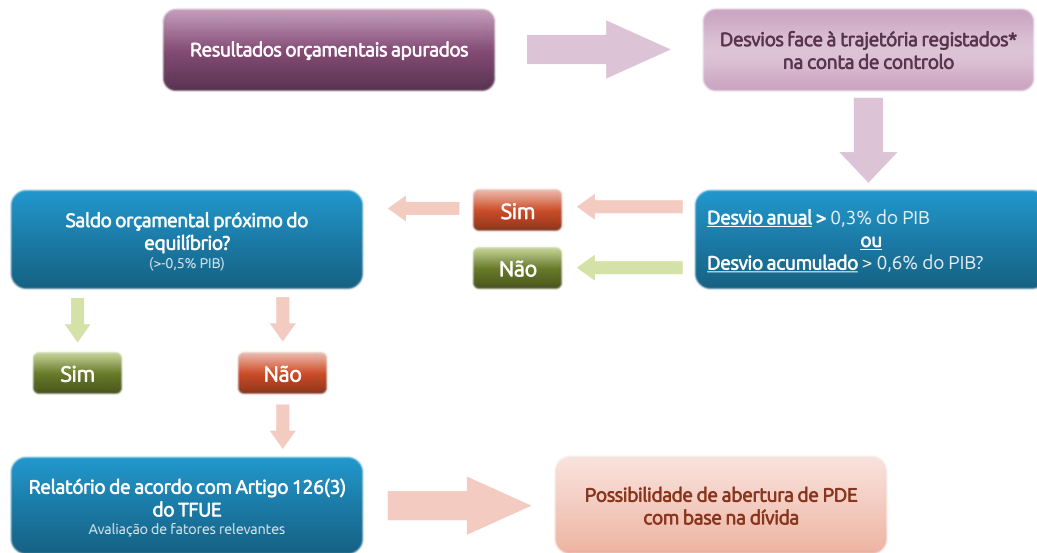 Resultados orçamentais apurados
Desvios face à trajetória registados*
na conta de controlo
Desvio anual > 0,3% do PIB
ou
Desvio acumulado > 0,6% do PIB?
Sim
Não
Saldo orçamental próximo do
equilíbrio?
(>-0,5% PIB)
Sim
Não
Relatório de acordo com Artigo 126(3)
do TFUE
Avaliação de fatores relevantes
Possibilidade de abertura de PDE
com base na dívida